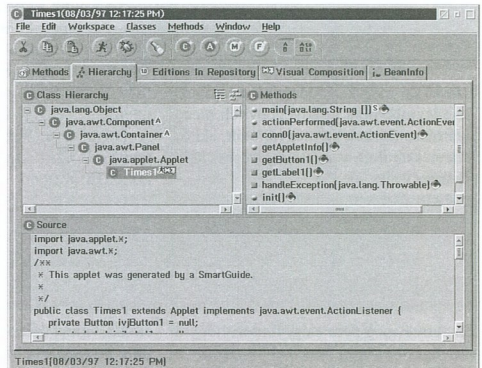 Times1(08/03/97 12:17:25 PM)
File Edit Workspace Classes Methods Window Help
Methods Hierarchy Editions In Repository Visual Composition BeanInfo
Class Hierarchy
java.lang.Object
java.awt.Component A
java.awt.Container A
java.awt.Panel
java.applet.Applet
Times1
Methods
main(java.lang.String []) S
actionPerformed(java.awt.event.ActionEver
conn0(java.awt.event.ActionEvent)
getAppletInfo()
getButton1()
getLabel1()
handleException(java.lang.Throwable)
init()
Source
import java.applet.*;
import java.awt.*;
/**
* This applet was generated by a SmartGuide.
*
*/
public class Times1 extends Applet implements java.awt.event.ActionListener {
private Button ivjButton1 = null;
Times1(08/03/97 12:17:25 PM)